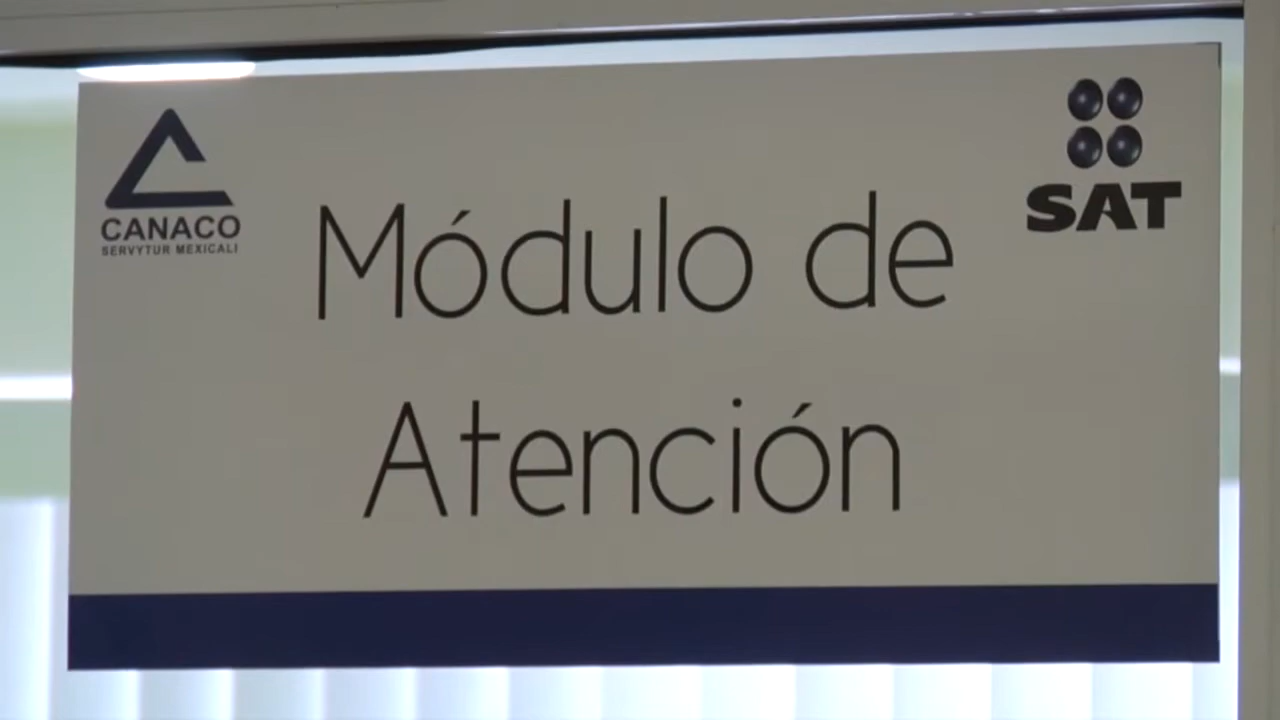 CANACO
SERVYTUR MEXICALI
SAT
Módulo de
Atención